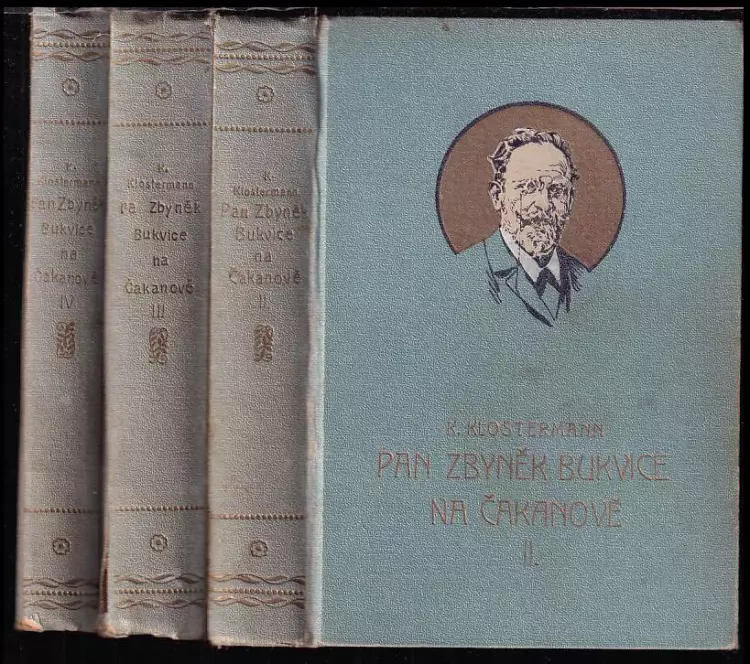 K.
Klostermann
Pan Zbyněk
Bukvice
na
Čakanově
IV
K.
Klostermann
Pa Zbyněk
Bukvice
na
Čakanově
III
K.
Klostermann
Pan Zbyněk
Bukvice
na
Čakanově
II
K. KLOSTERMANN
PAN ZBYNĚK BUKVICE
NA ČAKANOVĚ
II.